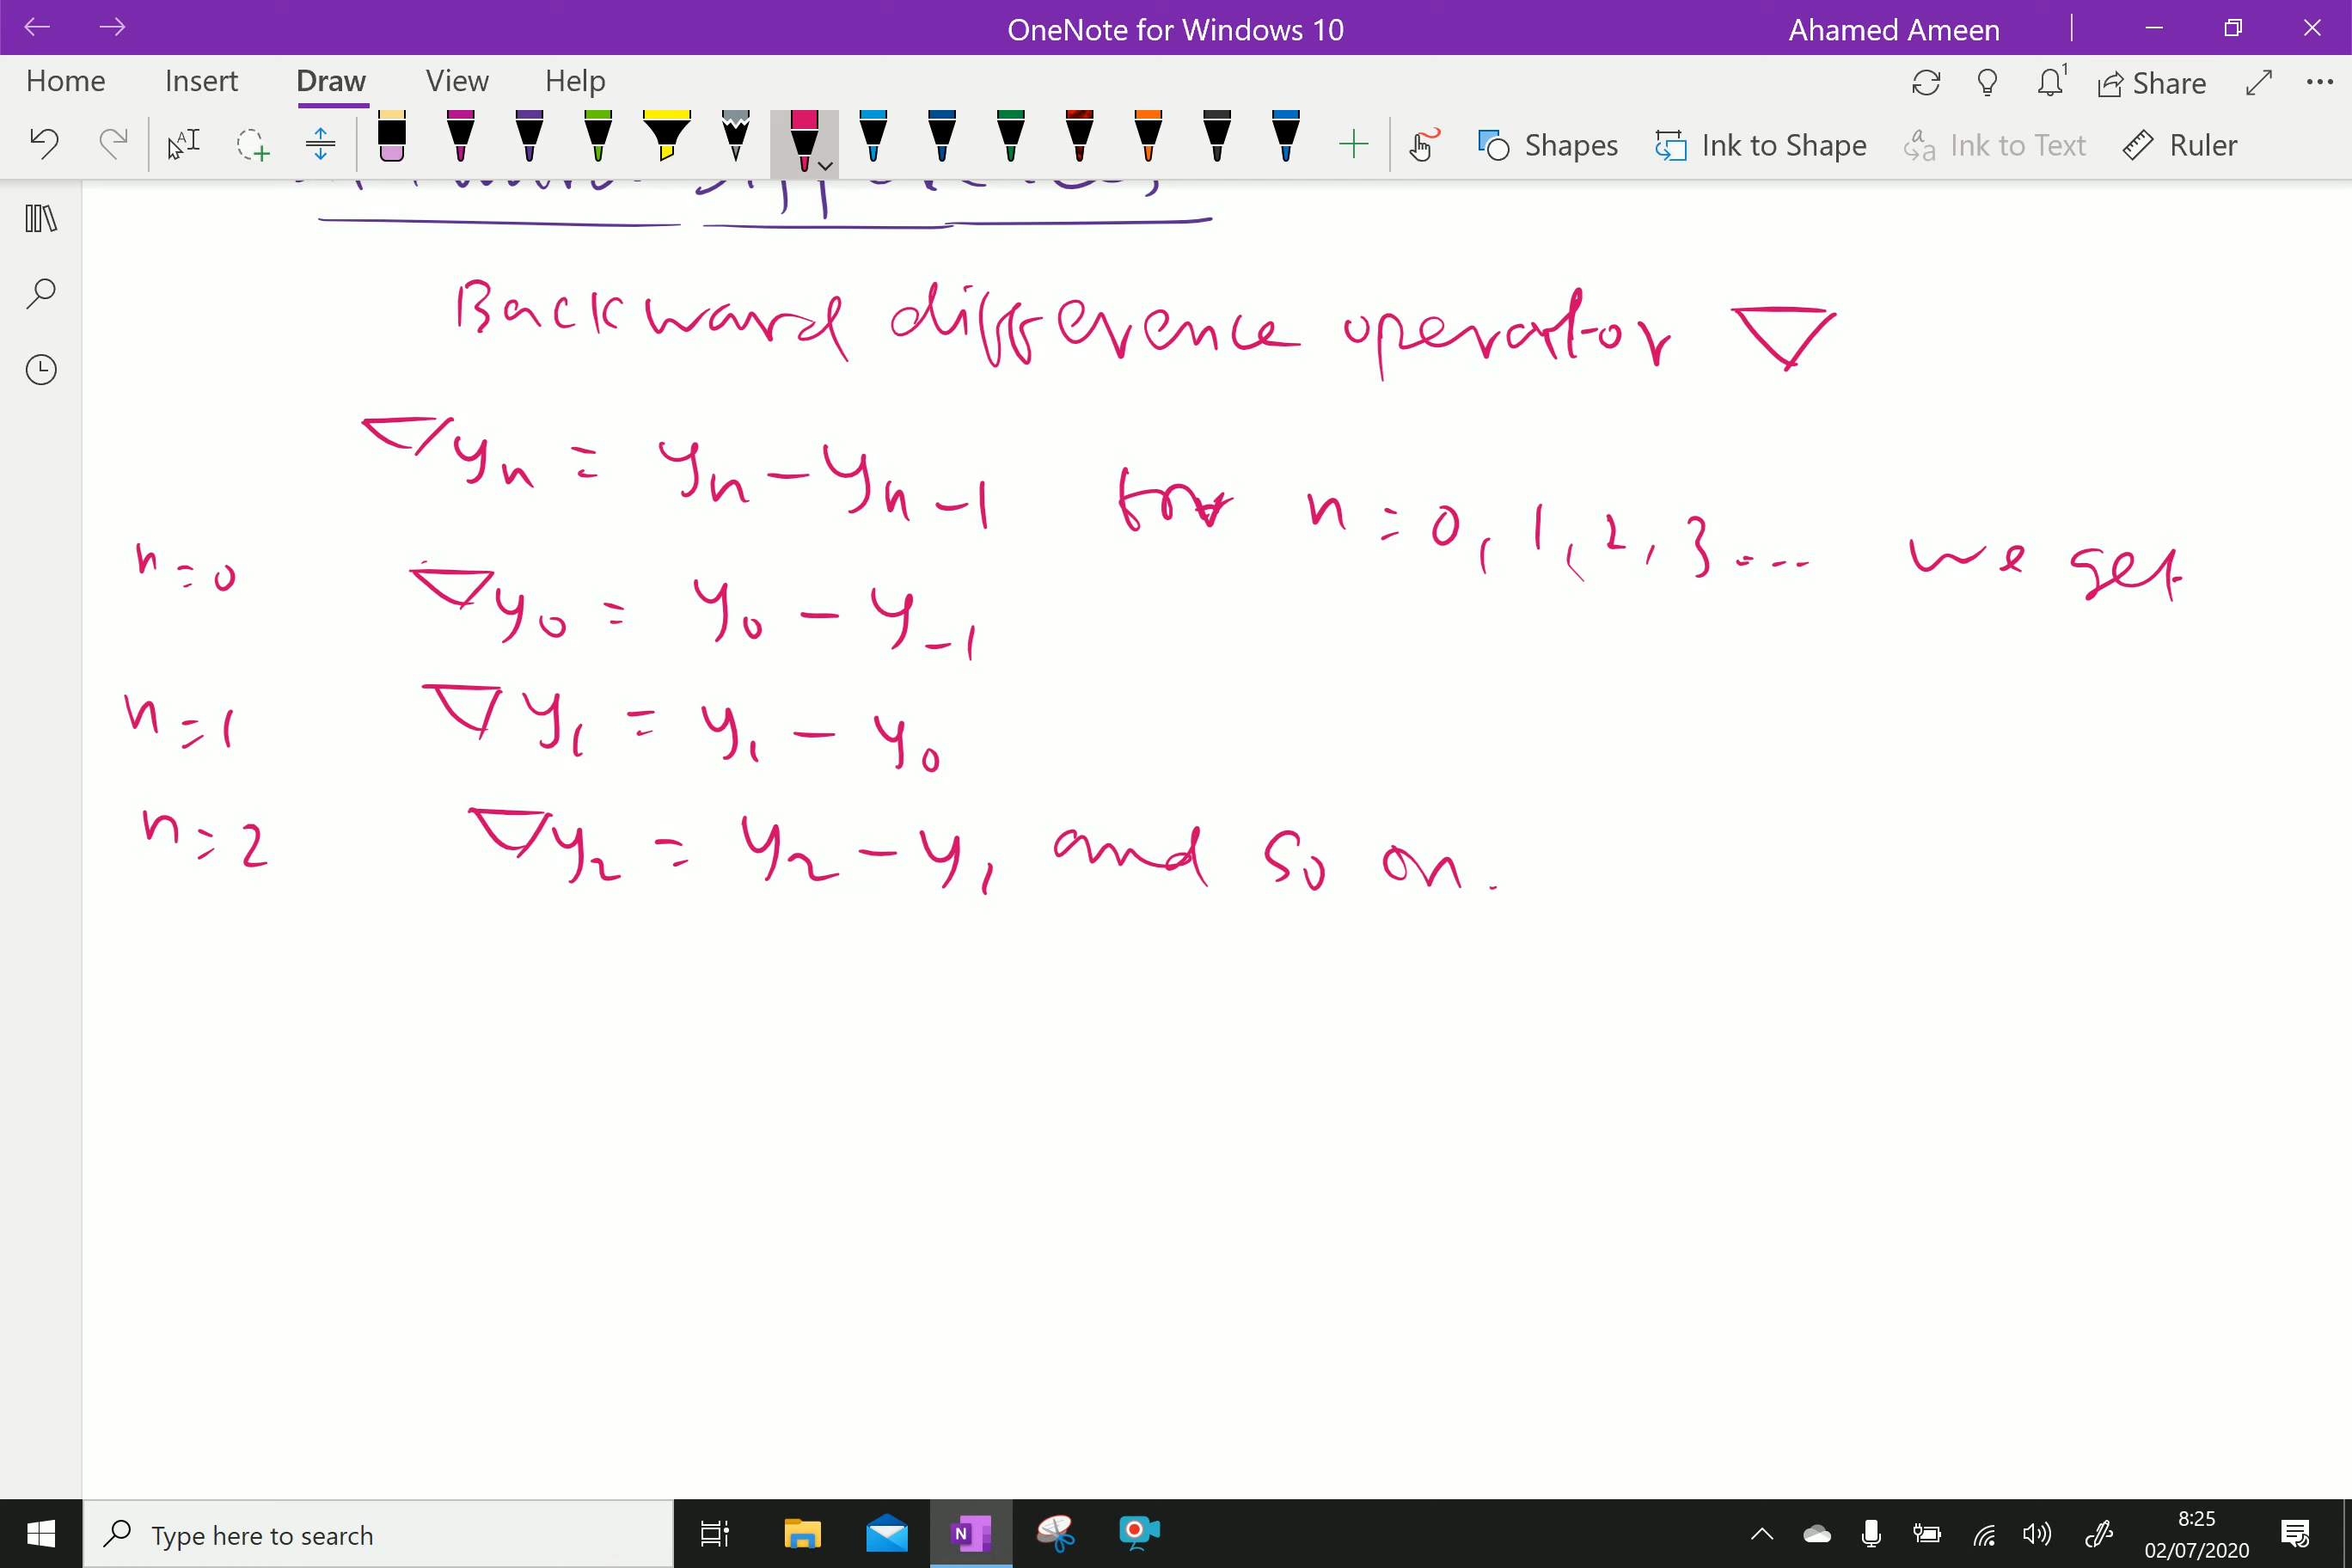 OneNote for Windows 10 Ahamed Ameen
Home Insert Draw View Help 1 Share
Shapes Ink to Shape Ink to Text Ruler
Backward difference operator ▽
▽yₙ = yₙ − yₙ₋₁ for n = 0, 1, 2, 3.... we get
n = 0 ▽y₀ = y₀ − y₋₁
n = 1 ▽y₁ = y₁ − y₀
n = 2 ▽y₂ = y₂ − y₁ and so on.
Type here to search
8:25
02/07/2020